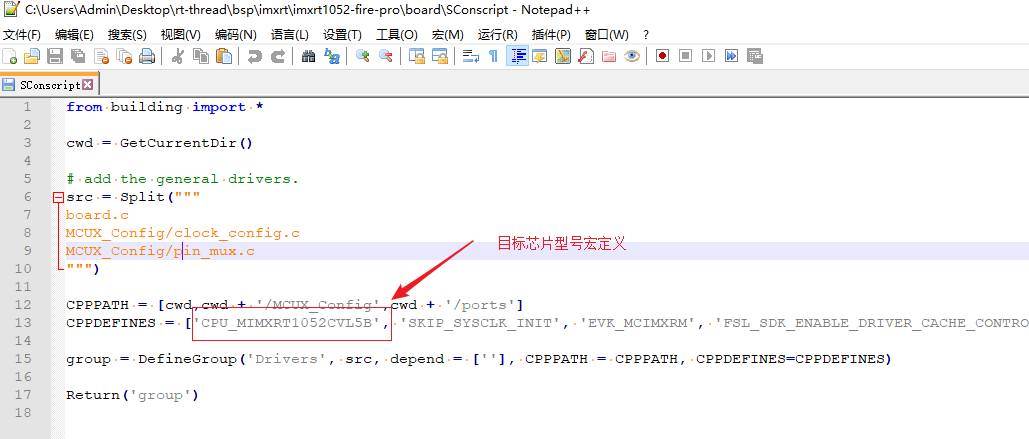 C:\Users\Admin\Desktop\rt-thread\bsp\imxrt\imxrt1052-fire-pro\board\SConscript - Notepad++
文件(F) 编辑(E) 搜索(S) 视图(V) 编码(N) 语言(L) 设置(T) 工具(O) 宏(M) 运行(R) 插件(P) 窗口(W) ?
SConscript
1 from building import *
2
3 cwd = GetCurrentDir()
4
5 # add the general drivers.
6 src = Split("""
7 board.c
8 MCUX_Config/clock_config.c
9 MCUX_Config/pin_mux.c
目标芯片型号宏定义
10 """)
11
12 CPPPATH = [cwd,cwd + '/MCUX_Config',cwd + '/ports']
13 CPPDEFINES = ['CPU_MIMXRT1052CVL5B', 'SKIP_SYSCLK_INIT', 'EVK_MCIMXRM', 'FSL_SDK_ENABLE_DRIVER_CACHE_CONTRO
14
15 group = DefineGroup('Drivers', src, depend = [''], CPPPATH = CPPPATH, CPPDEFINES=CPPDEFINES)
16
17 Return('group')
18